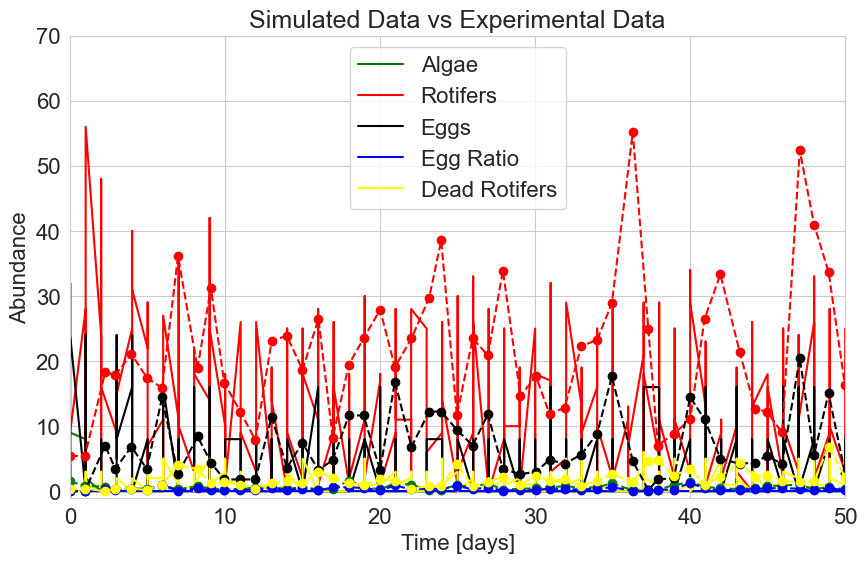 Simulated Data vs Experimental Data
70
60
50
40
30
20
10
0
Abundance
Algae
Rotifers
Eggs
Egg Ratio
Dead Rotifers
0 10 20 30 40 50
Time [days]